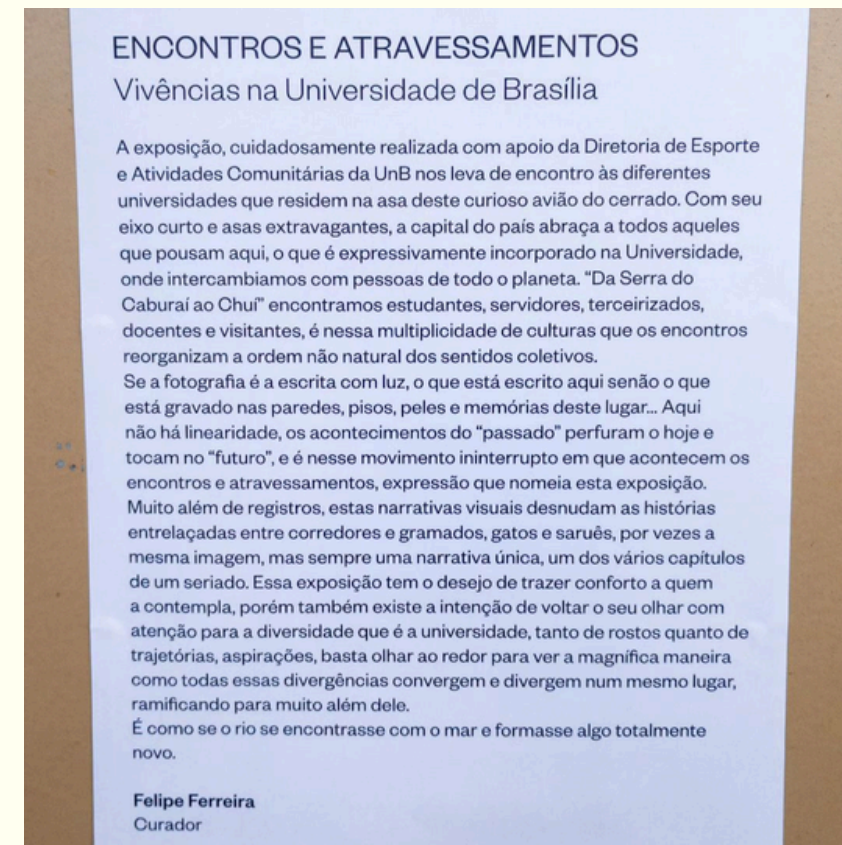 ENCONTROS E ATRAVESSAMENTOS
Vivências na Universidade de Brasília
A exposição, cuidadosamente realizada com apoio da Diretoria de Esporte
e Atividades Comunitárias da UnB nos leva de encontro às diferentes
universidades que residem na asa deste curioso avião do cerrado. Com seu
eixo curto e asas extravagantes, a capital do país abraça a todos aqueles
que pousam aqui, o que é expressivamente incorporado na Universidade,
onde intercambiamos com pessoas de todo o planeta. “Da Serra do
Caburaí ao Chuí” encontramos estudantes, servidores, terceirizados,
docentes e visitantes, é nessa multiplicidade de culturas que os encontros
reorganizam a ordem não natural dos sentidos coletivos.
Se a fotografia é a escrita com luz, o que está escrito aqui senão o que
está gravado nas paredes, pisos, peles e memórias deste lugar... Aqui
não há linearidade, os acontecimentos do “passado” perfuram o hoje e
tocam no “futuro”, e é nesse movimento ininterrupto em que acontecem os
encontros e atravessamentos, expressão que nomeia esta exposição.
Muito além de registros, estas narrativas visuais desnudam as histórias
entrelaçadas entre corredores e gramados, gatos e saruês, por vezes a
mesma imagem, mas sempre uma narrativa única, um dos vários capítulos
de um seriado. Essa exposição tem o desejo de trazer conforto a quem
a contempla, porém também existe a intenção de voltar o seu olhar com
atenção para a diversidade que é a universidade, tanto de rostos quanto de
trajetórias, aspirações, basta olhar ao redor para ver a magnífica maneira
como todas essas divergências convergem e divergem num mesmo lugar,
ramificando para muito além dele.
É como se o rio se encontrasse com o mar e formasse algo totalmente
novo.
Felipe Ferreira
Curador